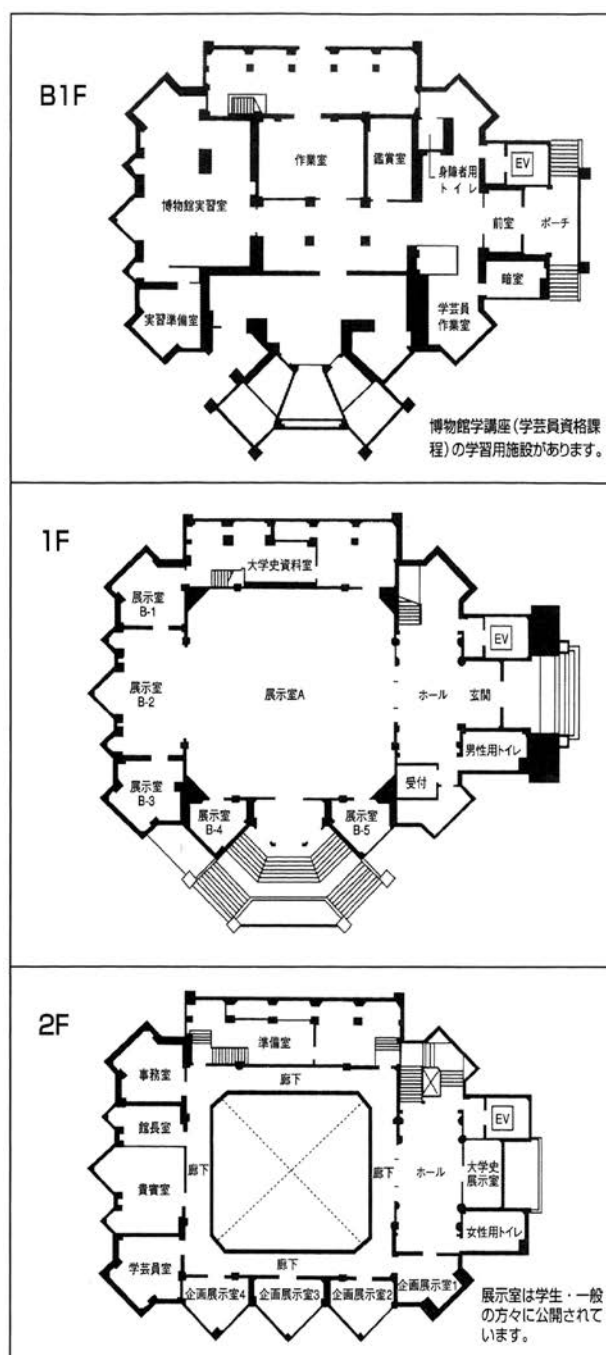 B1F
作業室
鑑賞室
身障者用
トイレ
EV
博物館実習室
前室
ポーチ
暗室
実習準備室
学芸員
作業室
博物館学講座(学芸員資格課
程)の学習用施設があります。
1F
大学史資料室
展示室
B-1
EV
展示室
B-2
展示室A
ホール
玄関
男性用トイレ
展示室
B-3
受付
展示室
B-4
展示室
B-5
2F
準備室
事務室
廊下
EV
館長室
廊下
廊下
ホール
大学史
展示室
貴賓室
女性用トイレ
学芸員室
廊下
企画展示室4
企画展示室3
企画展示室2
企画展示室1
展示室は学生・一般
の方々に公開されて
います。